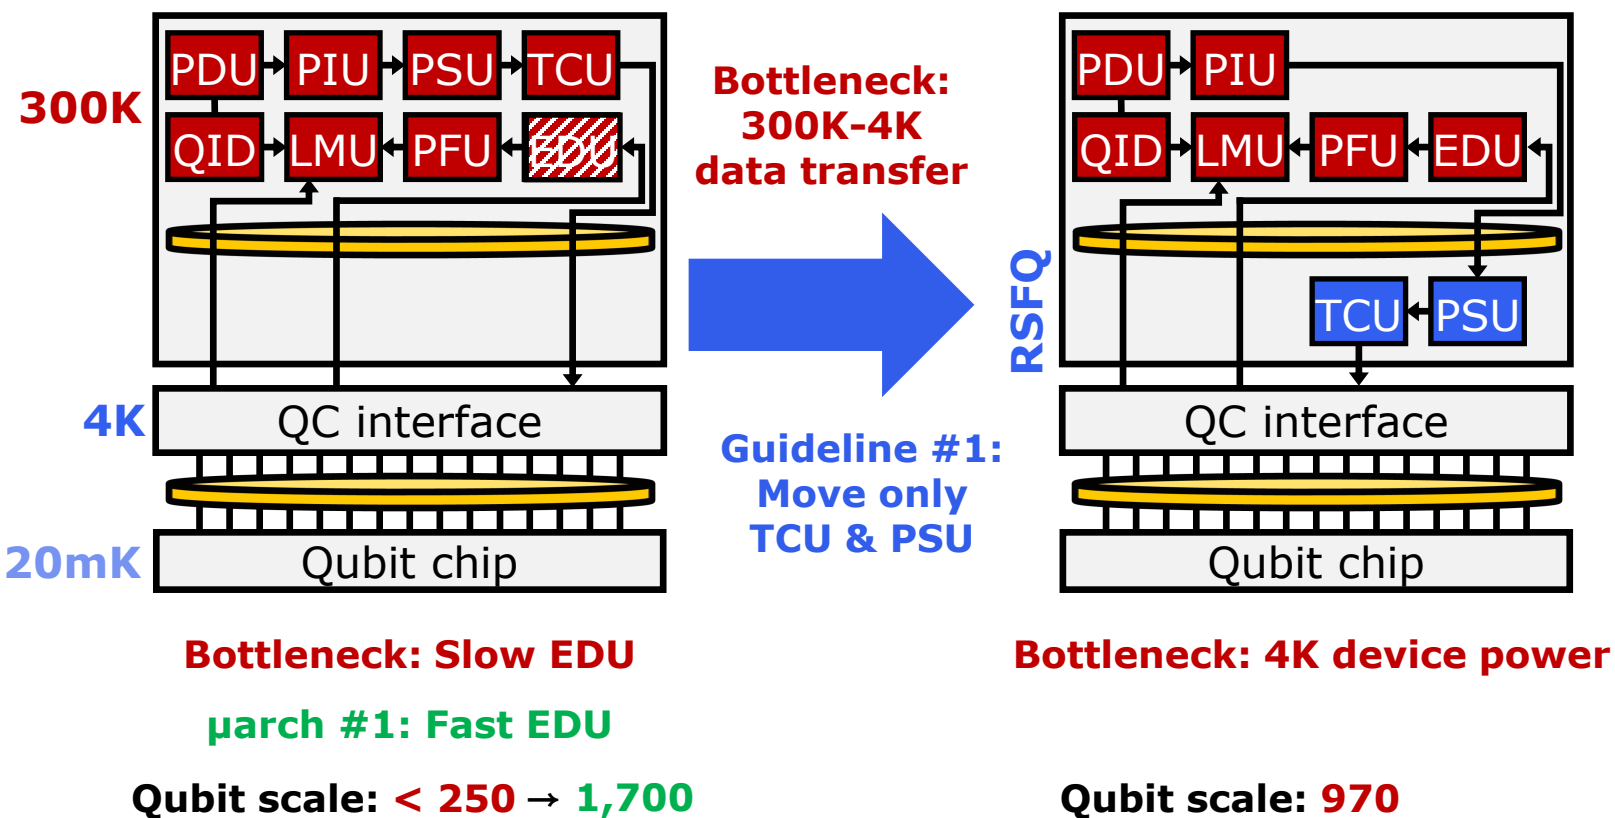 300K
PDU PIU PSU TCU
QID LMU PFU EDU
4K
QC interface
20mK
Qubit chip
Bottleneck: Slow EDU
µarch #1: Fast EDU
Qubit scale: < 250 → 1,700
Bottleneck:
300K-4K
data transfer
Guideline #1:
Move only
TCU & PSU
RSFQ
PDU PIU
QID LMU PFU EDU
TCU PSU
QC interface
Qubit chip
Bottleneck: 4K device power
Qubit scale: 970